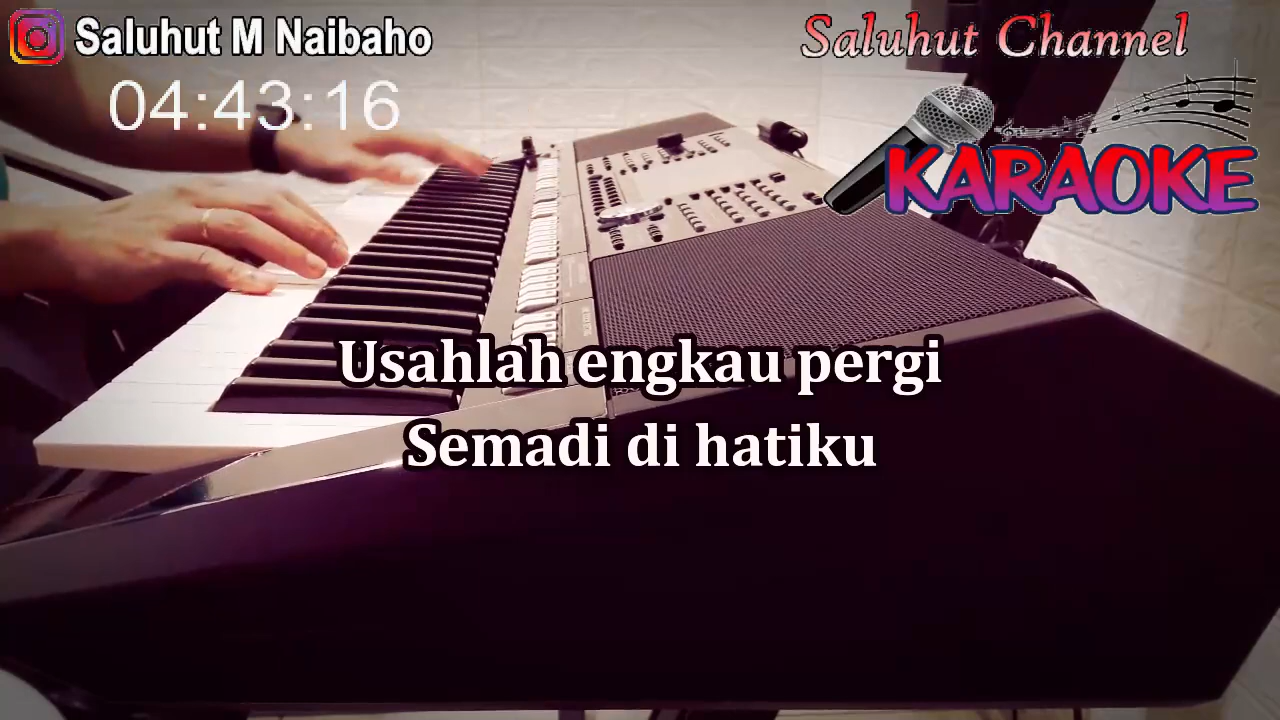 Saluhut M Naibaho
Saluhut Channel
04:43:16
KARAOKE
Usahlah engkau pergi
Semadi di hatiku